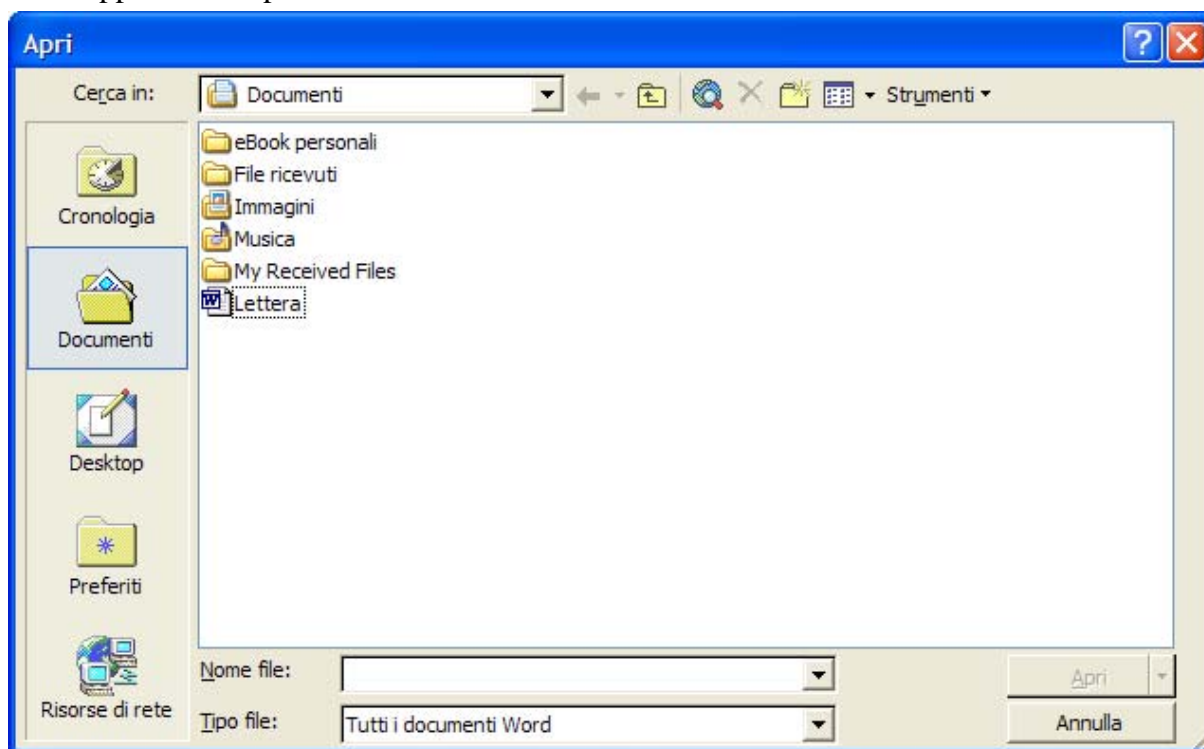 Apri
Cerca in: Documenti Strumenti
eBook personali
File ricevuti
Immagini
Musica
My Received Files
Lettera
Cronologia
Documenti
Desktop
Preferiti
Risorse di rete
Nome file: Apri
Tipo file: Tutti i documenti Word Annulla